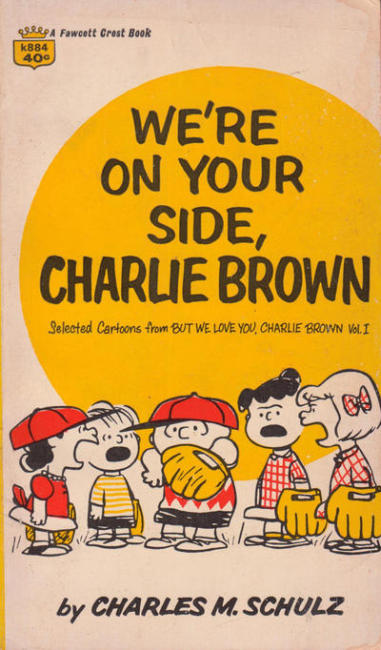 A Fawcett Crest Book
k884
40¢
WE'RE
ON YOUR
SIDE,
CHARLIE BROWN
Selected Cartoons from BUT WE LOVE YOU, CHARLIE BROWN Vol. I
by CHARLES M. SCHULZ